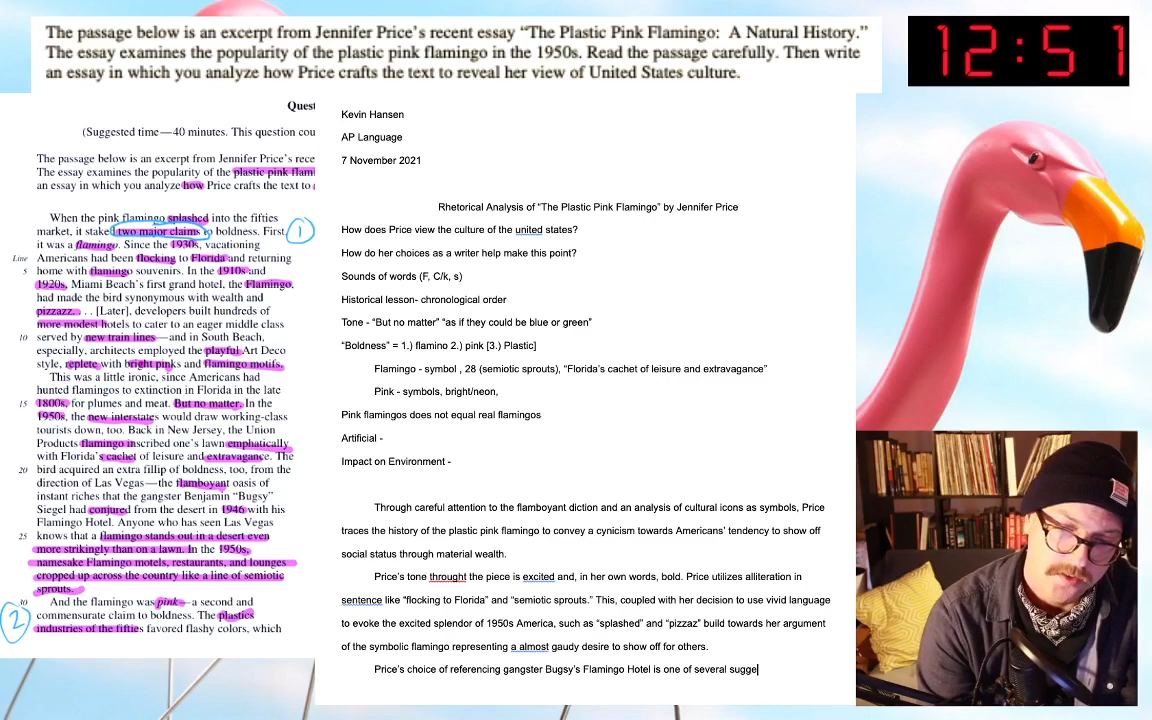 The passage below is an excerpt from Jennifer Price's recent essay “The Plastic Pink Flamingo: A Natural History.”
The essay examines the popularity of the plastic pink flamingo in the 1950s. Read the passage carefully. Then write
an essay in which you analyze how Price crafts the text to reveal her view of United States culture.
12:51
Quest
(Suggested time—40 minutes. This question cou
The passage below is an excerpt from Jennifer Price's rece
The essay examines the popularity of the plastic pink flam
an essay in which you analyze how Price crafts the text to
When the pink flamingo splashed into the fifties
market, it staked two major claims to boldness. First,
1
it was a flamingo. Since the 1930s, vacationing
Line Americans had been flocking to Florida and returning
5 home with flamingo souvenirs. In the 1910s and
1920s, Miami Beach's first grand hotel, the Flamingo,
had made the bird synonymous with wealth and
pizzazz. . . . [Later], developers built hundreds of
more modest hotels to cater to an eager middle class
10 served by new train lines—and in South Beach,
especially, architects employed the playful Art Deco
style, replete with bright pinks and flamingo motifs.
This was a little ironic, since Americans had
hunted flamingos to extinction in Florida in the late
15 1800s, for plumes and meat. But no matter. In the
1950s, the new interstates would draw working-class
tourists down, too. Back in New Jersey, the Union
Products flamingo inscribed one's lawn emphatically
with Florida's cachet of leisure and extravagance. The
20 bird acquired an extra fillip of boldness, too, from the
direction of Las Vegas—the flamboyant oasis of
instant riches that the gangster Benjamin “Bugsy”
Siegel had conjured from the desert in 1946 with his
Flamingo Hotel. Anyone who has seen Las Vegas
25 knows that a flamingo stands out in a desert even
more strikingly than on a lawn. In the 1950s,
namesake Flamingo motels, restaurants, and lounges
cropped up across the country like a line of semiotic
sprouts.
30 And the flamingo was pink—a second and
2
commensurate claim to boldness. The plastics
industries of the fifties favored flashy colors, which
Kevin Hansen
AP Language
7 November 2021
Rhetorical Analysis of “The Plastic Pink Flamingo” by Jennifer Price
How does Price view the culture of the united states?
How do her choices as a writer help make this point?
Sounds of words (F, C/k, s)
Historical lesson- chronological order
Tone - “But no matter” “as if they could be blue or green”
“Boldness” = 1.) flamino 2.) pink [3.) Plastic]
Flamingo - symbol , 28 (semiotic sprouts), “Florida's cachet of leisure and extravagance”
Pink - symbols, bright/neon,
Pink flamingos does not equal real flamingos
Artificial -
Impact on Environment -
Through careful attention to the flamboyant diction and an analysis of cultural icons as symbols, Price
traces the history of the plastic pink flamingo to convey a cynicism towards Americans' tendency to show off
social status through material wealth.
Price's tone throught the piece is excited and, in her own words, bold. Price utilizes alliteration in
sentence like “flocking to Florida” and “semiotic sprouts.” This, coupled with her decision to use vivid language
to evoke the excited splendor of 1950s America, such as “splashed” and “pizzaz” build towards her argument
of the symbolic flamingo representing a almost gaudy desire to show off for others.
Price's choice of referencing gangster Bugsy's Flamingo Hotel is one of several sugge